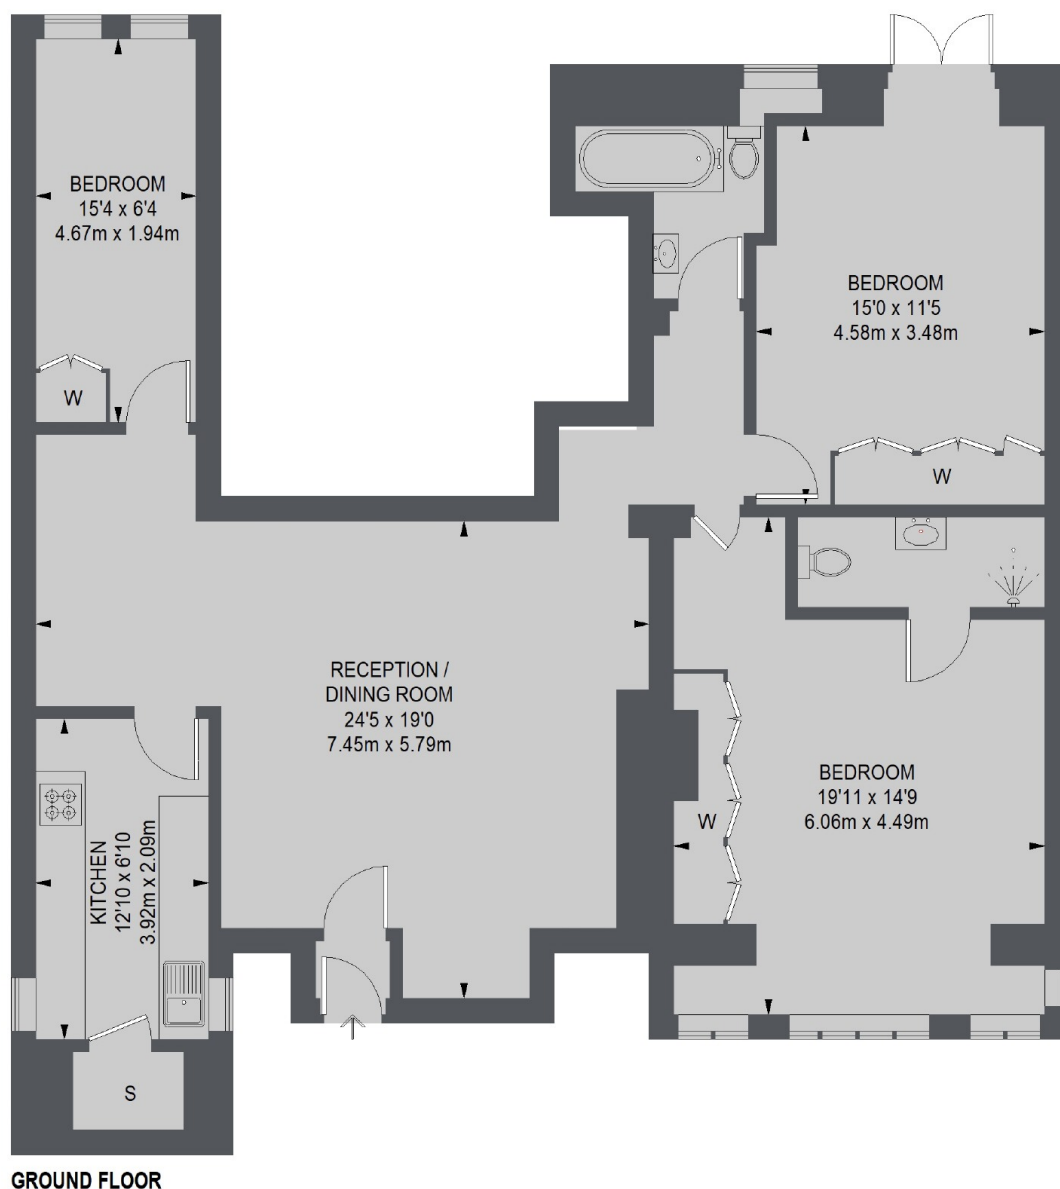 BEDROOM
15'4 x 6'4
4.67m x 1.94m
W
BEDROOM
15'0 x 11'5
4.58m x 3.48m
W
RECEPTION /
DINING ROOM
24'5 x 19'0
7.45m x 5.79m
BEDROOM
19'11 x 14'9
6.06m x 4.49m
W
KITCHEN
12'10 x 6'10
3.92m x 2.09m
S
GROUND FLOOR